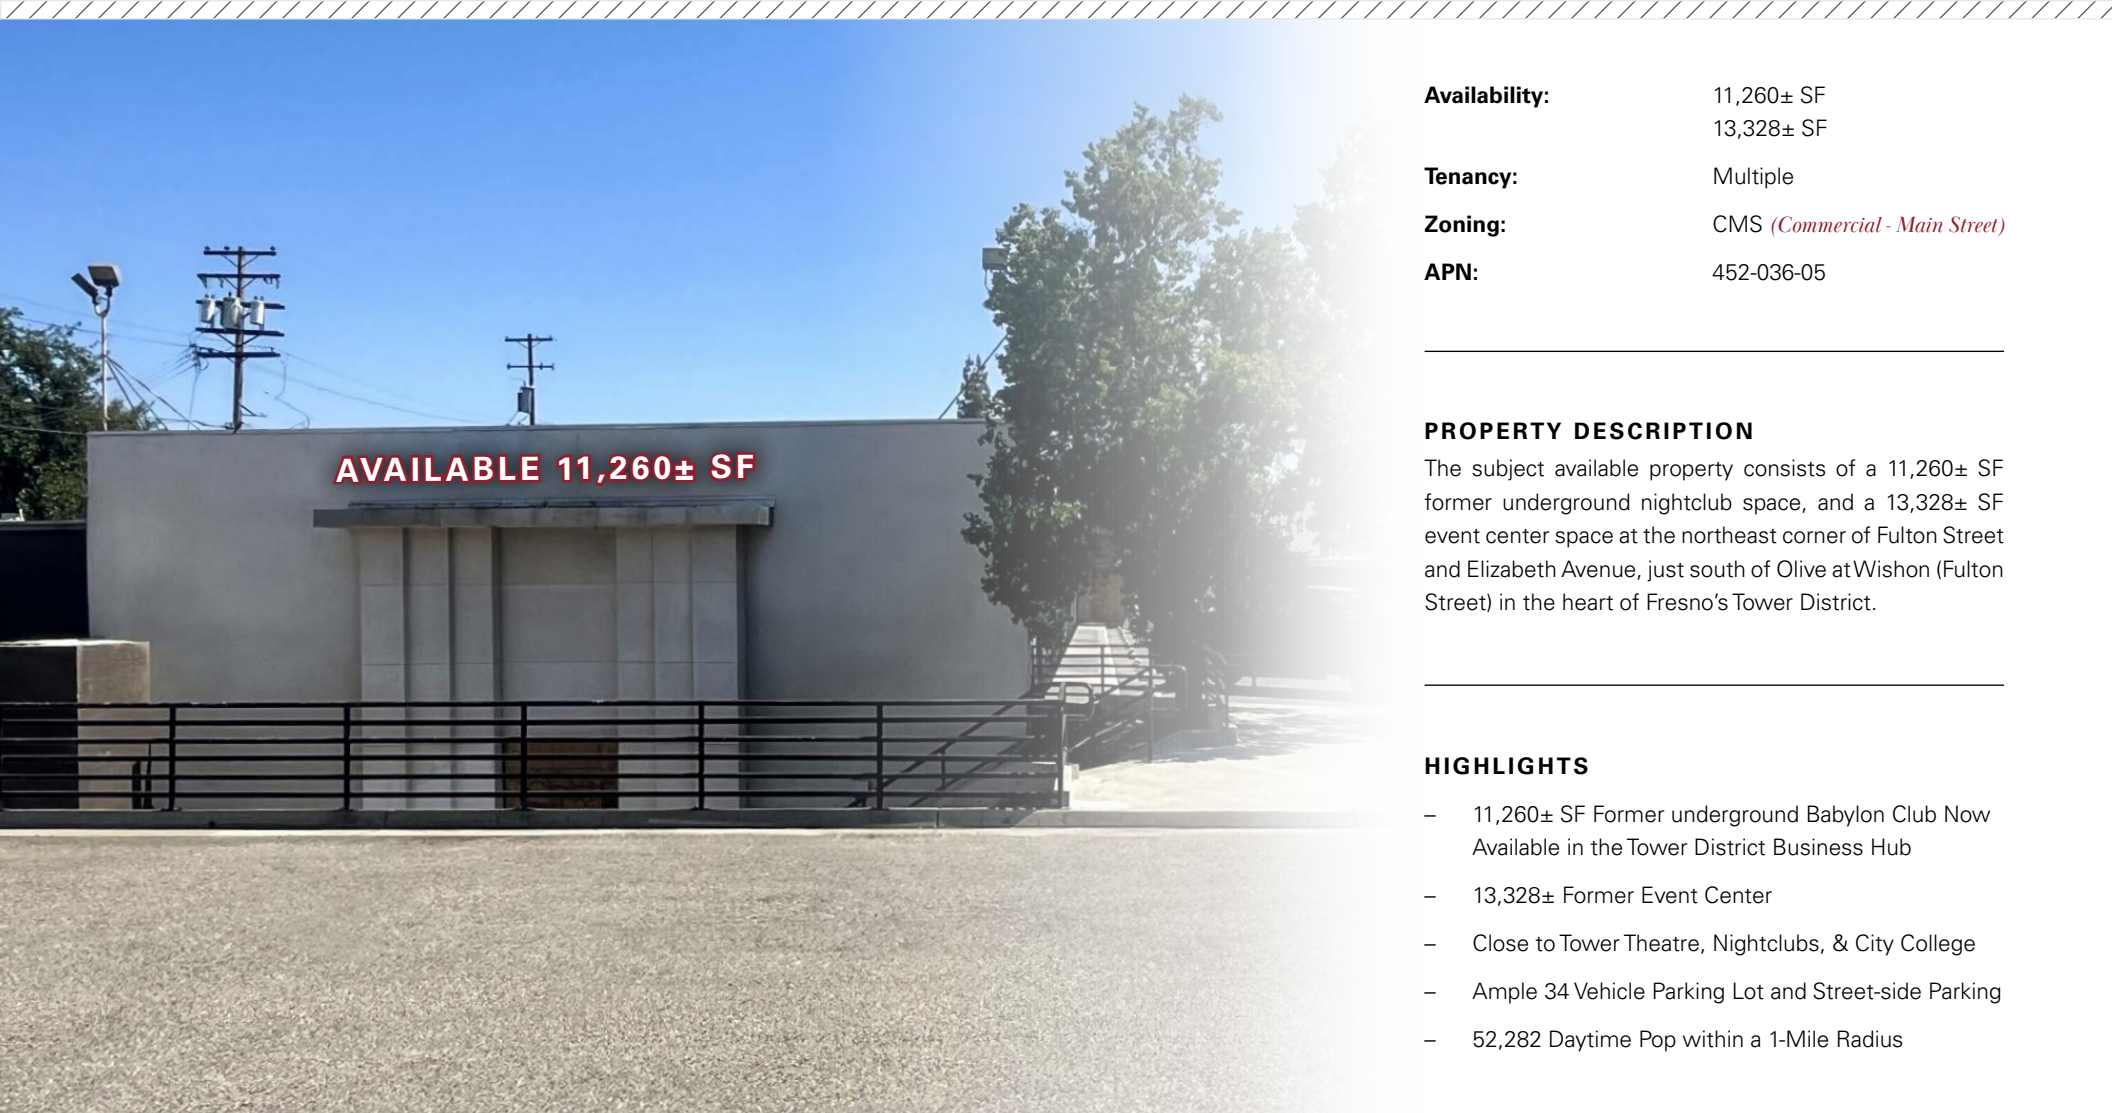 AVAILABLE 11,260± SF
Availability: 11,260± SF
13,328± SF
Tenancy: Multiple
Zoning: CMS (Commercial - Main Street)
APN: 452-036-05
PROPERTY DESCRIPTION
The subject available property consists of a 11,260± SF
former underground nightclub space, and a 13,328± SF
event center space at the northeast corner of Fulton Street
and Elizabeth Avenue, just south of Olive at Wishon (Fulton
Street) in the heart of Fresno's Tower District.
HIGHLIGHTS
– 11,260± SF Former underground Babylon Club Now
Available in the Tower District Business Hub
– 13,328± Former Event Center
– Close to Tower Theatre, Nightclubs, & City College
– Ample 34 Vehicle Parking Lot and Street-side Parking
– 52,282 Daytime Pop within a 1-Mile Radius